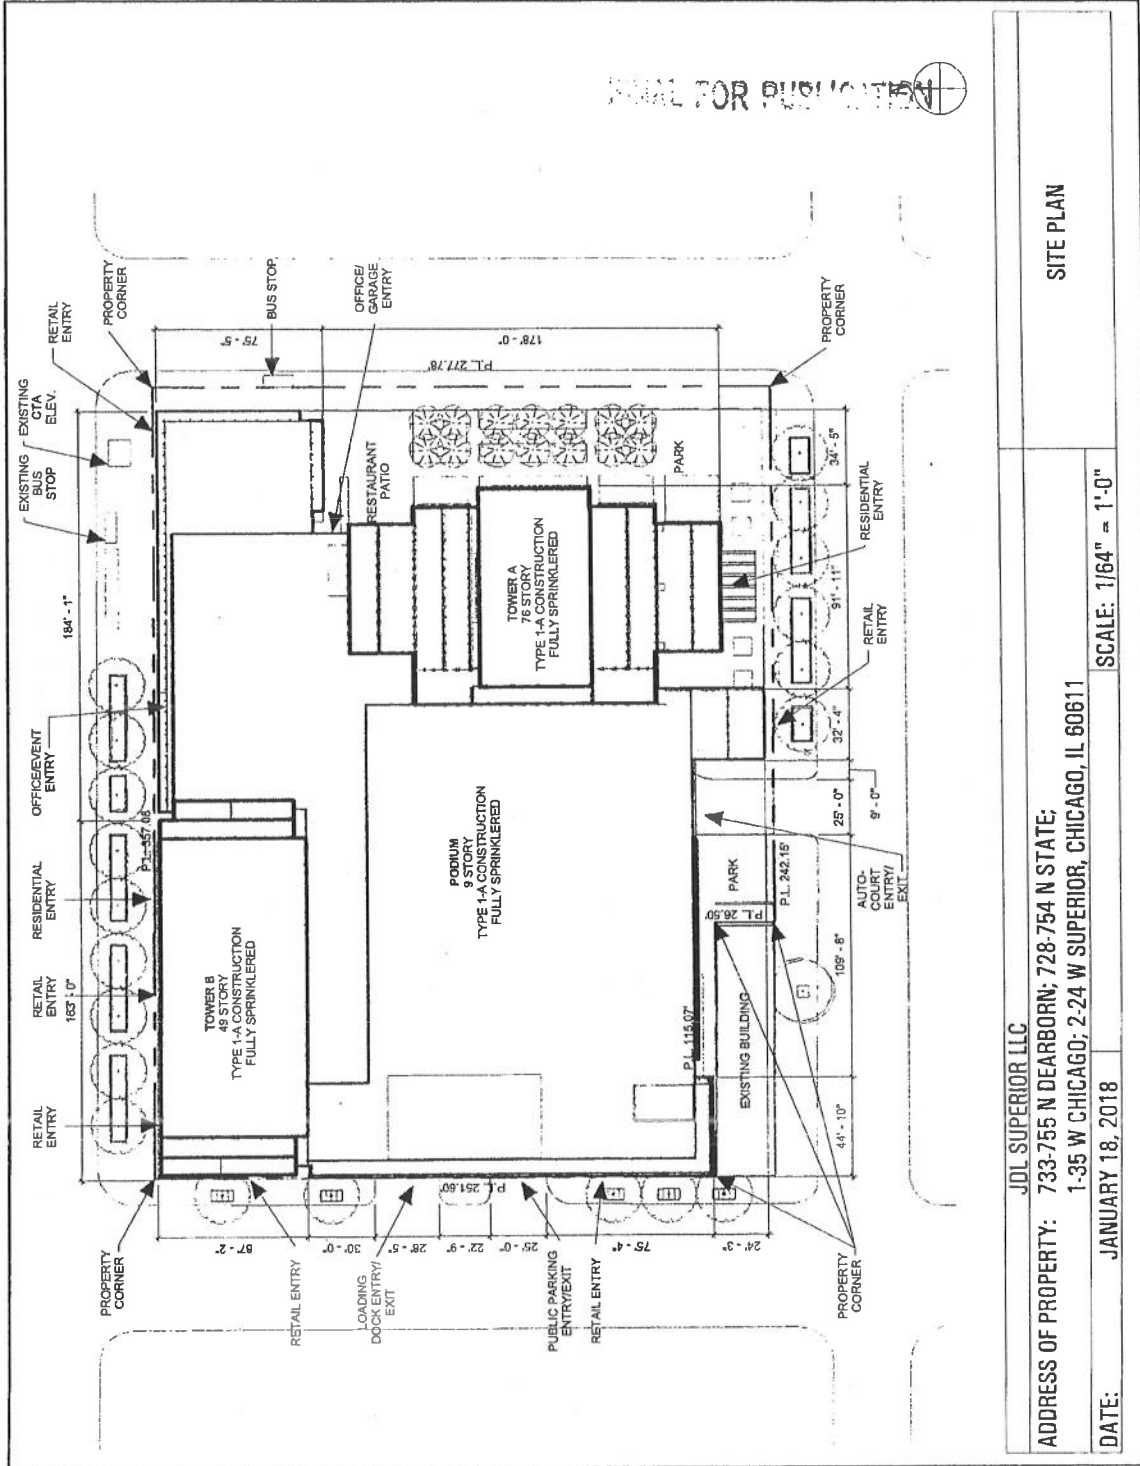 FINAL FOR PUBLICATION
N
EXISTING
BUS
STOP
EXISTING
CTA
ELEV.
RETAIL
ENTRY
PROPERTY
CORNER
BUS STOP
OFFICE/
GARAGE
ENTRY
OFFICE/EVENT
ENTRY
RESIDENTIAL
ENTRY
RETAIL
ENTRY
RETAIL
ENTRY
PROPERTY
CORNER
184' - 1"
183' - 0"
P.L. 357.08
75' - 5"
178' - 0"
P.L. 277.78'
RESTAURANT
PATIO
PARK
TOWER A
76 STORY
TYPE 1-A CONSTRUCTION
FULLY SPRINKLERED
TOWER B
49 STORY
TYPE 1-A CONSTRUCTION
FULLY SPRINKLERED
PODIUM
9 STORY
TYPE 1-A CONSTRUCTION
FULLY SPRINKLERED
PROPERTY
CORNER
RESIDENTIAL
ENTRY
RETAIL
ENTRY
34' - 5"
91' - 11"
32' - 4"
9' - 0"
25' - 0"
109' - 8"
44' - 10"
AUTO-
COURT
ENTRY/
EXIT
PARK
P.L. 242.16'
P.L. 26.50'
P.L. 115.07'
EXISTING BUILDING
P.L. 251.60'
67' - 2"
30' - 0"
28' - 5"
22' - 9"
25' - 0"
75' - 4"
24' - 3"
RETAIL ENTRY
LOADING
DOCK ENTRY/
EXIT
PUBLIC PARKING
ENTRY/EXIT
RETAIL ENTRY
PROPERTY
CORNER
JDL SUPERIOR LLC
ADDRESS OF PROPERTY: 733-755 N DEARBORN; 728-754 N STATE;
1-35 W CHICAGO; 2-24 W SUPERIOR, CHICAGO, IL 60611
SITE PLAN
DATE: JANUARY 18, 2018
SCALE: 1/64" = 1'-0"